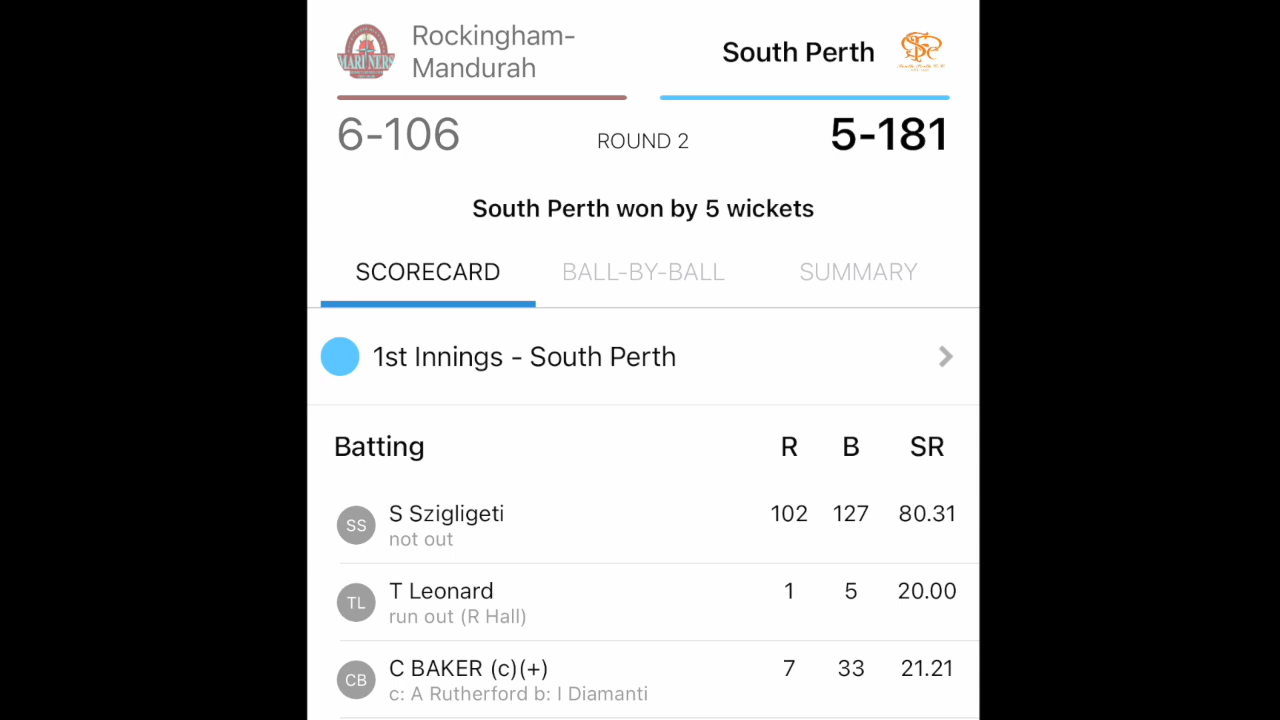 Rockingham-
Mandurah
MARINERS
South Perth
6-106
ROUND 2
5-181
South Perth won by 5 wickets
SCORECARD
BALL-BY-BALL
SUMMARY
1st Innings - South Perth
Batting R B SR
SS S Szigligeti 102 127 80.31
not out
TL T Leonard 1 5 20.00
run out (R Hall)
CB C BAKER (c)(+) 7 33 21.21
c: A Rutherford b: I Diamanti